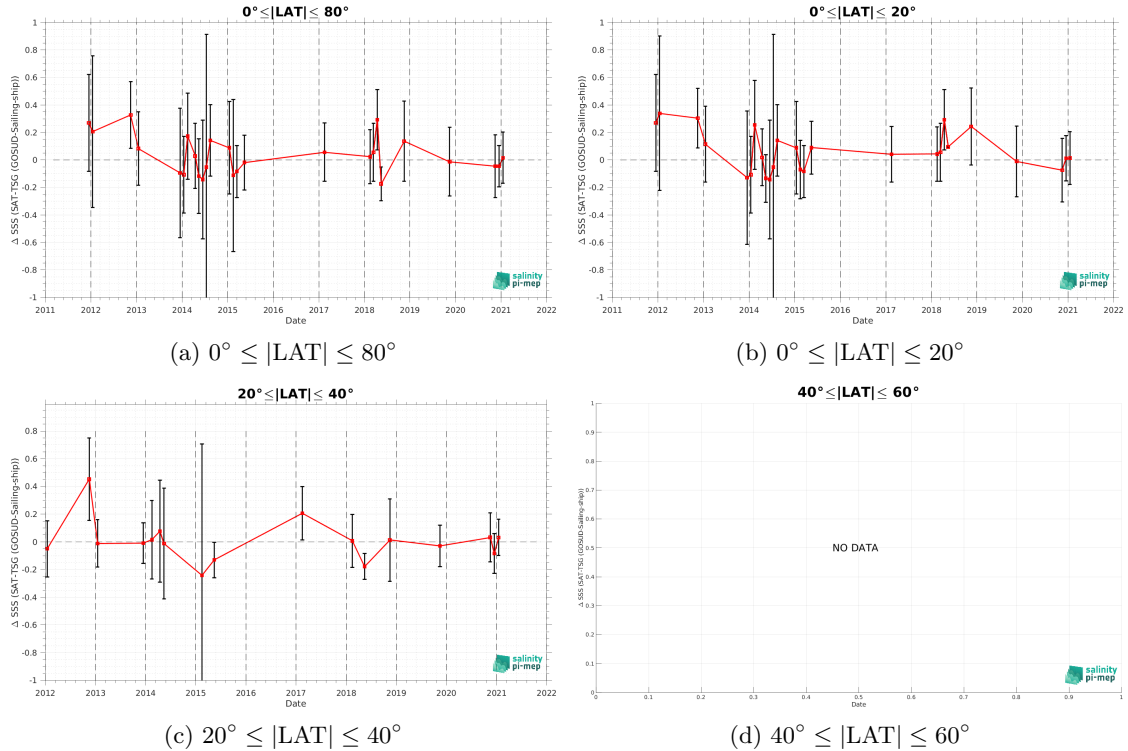 0°≤|LAT|≤ 80°
Δ SSS (SAT-TSG (GOSUD-Sailing-ship))
1
0.8
0.6
0.4
0.2
0
-0.2
-0.4
-0.6
-0.8
-1
2011 2012 2013 2014 2015 2016 2017 2018 2019 2020 2021 2022
Date
salinity
pi-mep
(a) 0° ≤ |LAT| ≤ 80°
0°≤|LAT|≤ 20°
Δ SSS (SAT-TSG (GOSUD-Sailing-ship))
1
0.8
0.6
0.4
0.2
0
-0.2
-0.4
-0.6
-0.8
-1
2011 2012 2013 2014 2015 2016 2017 2018 2019 2020 2021 2022
Date
salinity
pi-mep
(b) 0° ≤ |LAT| ≤ 20°
20°≤|LAT|≤ 40°
Δ SSS (SAT-TSG (GOSUD-Sailing-ship))
0.8
0.6
0.4
0.2
0
-0.2
-0.4
-0.6
-0.8
-1
2012 2013 2014 2015 2016 2017 2018 2019 2020 2021 2022
Date
salinity
pi-mep
(c) 20° ≤ |LAT| ≤ 40°
40°≤|LAT|≤ 60°
Δ SSS (SAT-TSG (GOSUD-Sailing-ship))
1
0.9
0.8
0.7
0.6
0.5
0.4
0.3
0.2
0.1
0
NO DATA
0 0.1 0.2 0.3 0.4 0.5 0.6 0.7 0.8 0.9 1
Date
salinity
pi-mep
(d) 40° ≤ |LAT| ≤ 60°